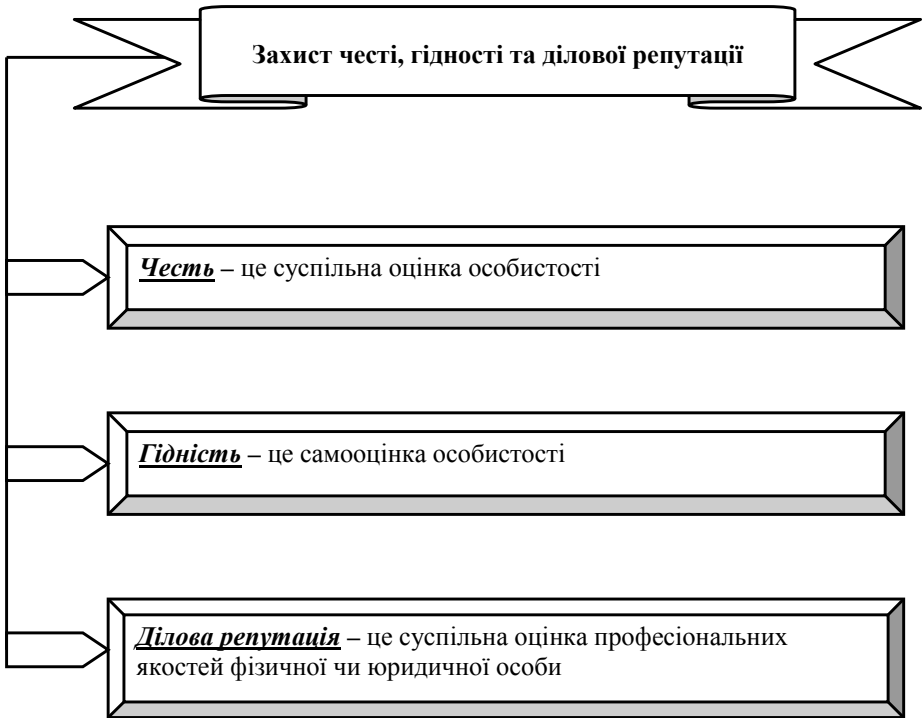 Захист честі, гідності та ділової репутації
Честь – це суспільна оцінка особистості
Гідність – це самооцінка особистості
Ділова репутація – це суспільна оцінка професіональних
якостей фізичної чи юридичної особи